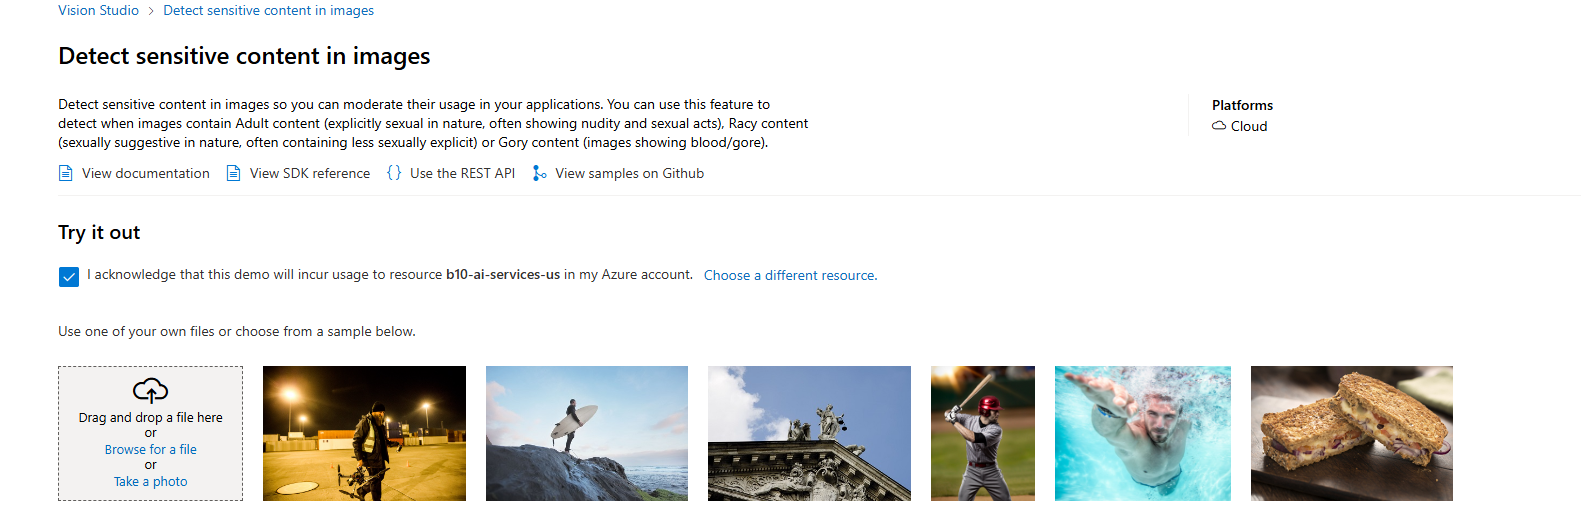 Vision Studio > Detect sensitive content in images
Detect sensitive content in images
Detect sensitive content in images so you can moderate their usage in your applications. You can use this feature to
detect when images contain Adult content (explicitly sexual in nature, often showing nudity and sexual acts), Racy content
(sexually suggestive in nature, often containing less sexually explicit) or Gory content (images showing blood/gore).
Platforms
Cloud
View documentation View SDK reference {} Use the REST API View samples on Github
Try it out
I acknowledge that this demo will incur usage to resource b10-ai-services-us in my Azure account. Choose a different resource.
Use one of your own files or choose from a sample below.
Drag and drop a file here
or
Browse for a file
or
Take a photo